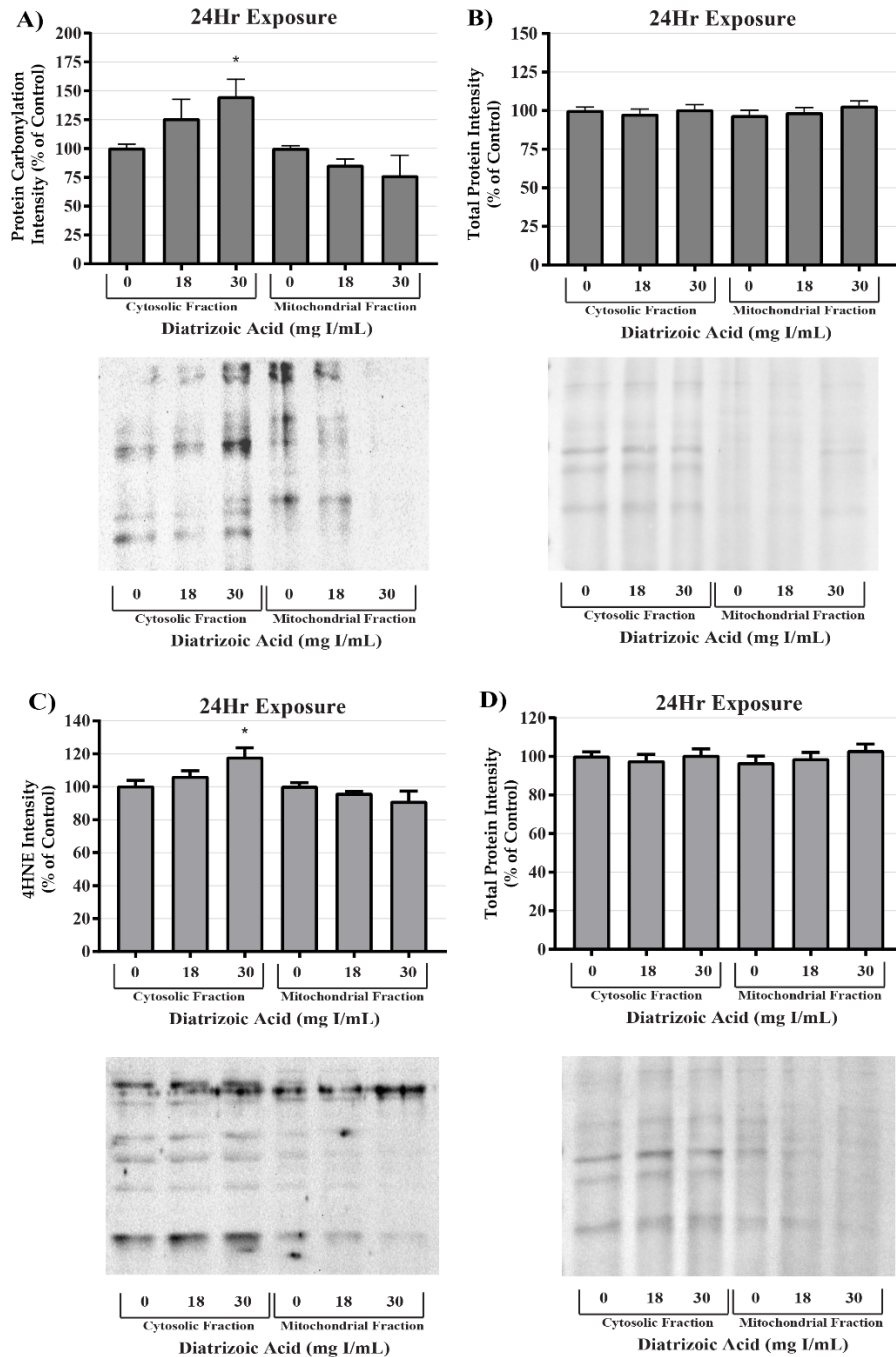 A)
24Hr Exposure
Protein Carbonylation
Intensity (% of Control)
200
175
150
125
100
75
50
25
0
*
0 18 30 0 18 30
Cytosolic Fraction Mitochondrial Fraction
Diatrizoic Acid (mg I/mL)
0 18 30 0 18 30
Cytosolic Fraction Mitochondrial Fraction
Diatrizoic Acid (mg I/mL)
B)
24Hr Exposure
Total Protein Intensity
(% of Control)
150
125
100
75
50
25
0
0 18 30 0 18 30
Cytosolic Fraction Mitochondrial Fraction
Diatrizoic Acid (mg I/mL)
0 18 30 0 18 30
Cytosolic Fraction Mitochondrial Fraction
Diatrizoic Acid (mg I/mL)
C)
24Hr Exposure
4HNE Intensity
(% of Control)
140
120
100
80
60
40
20
0
*
0 18 30 0 18 30
Cytosolic Fraction Mitochondrial Fraction
Diatrizoic Acid (mg I/mL)
0 18 30 0 18 30
Cytosolic Fraction Mitochondrial Fraction
Diatrizoic Acid (mg I/mL)
D)
24Hr Exposure
Total Protein Intensity
(% of Control)
120
100
80
60
40
20
0
0 18 30 0 18 30
Cytosolic Fraction Mitochondrial Fraction
Diatrizoic Acid (mg I/mL)
0 18 30 0 18 30
Cytosolic Fraction Mitochondrial Fraction
Diatrizoic Acid (mg I/mL)